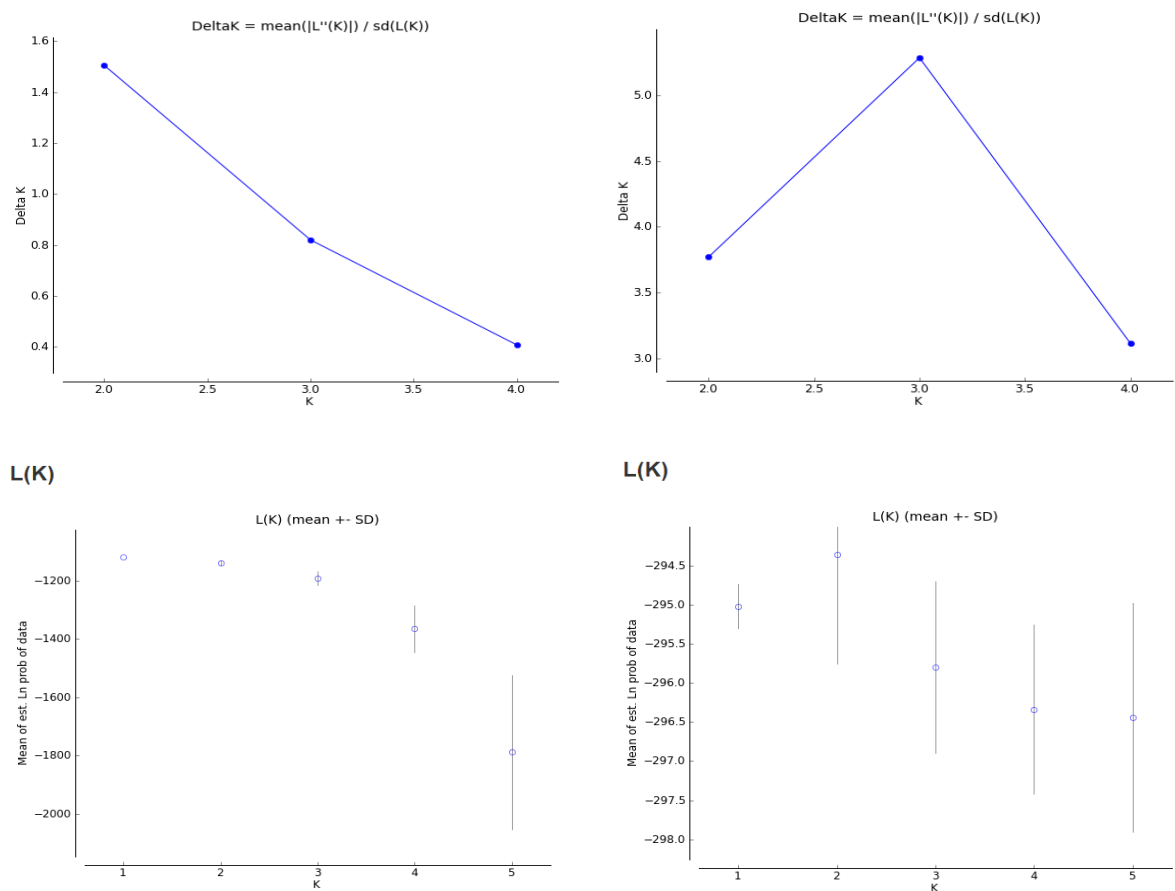 DeltaK = mean(|L''(K)|) / sd(L(K))
1.6
1.4
1.2
1.0
0.8
0.6
0.4
Delta K
2.0 2.5 3.0 3.5 4.0
K
DeltaK = mean(|L''(K)|) / sd(L(K))
5.0
4.5
4.0
3.5
3.0
Delta K
2.0 2.5 3.0 3.5 4.0
K
L(K)
L(K) (mean +- SD)
−1200
−1400
−1600
−1800
−2000
Mean of est. Ln prob of data
1 2 3 4 5
K
L(K)
L(K) (mean +- SD)
−294.5
−295.0
−295.5
−296.0
−296.5
−297.0
−297.5
−298.0
Mean of est. Ln prob of data
1 2 3 4 5
K